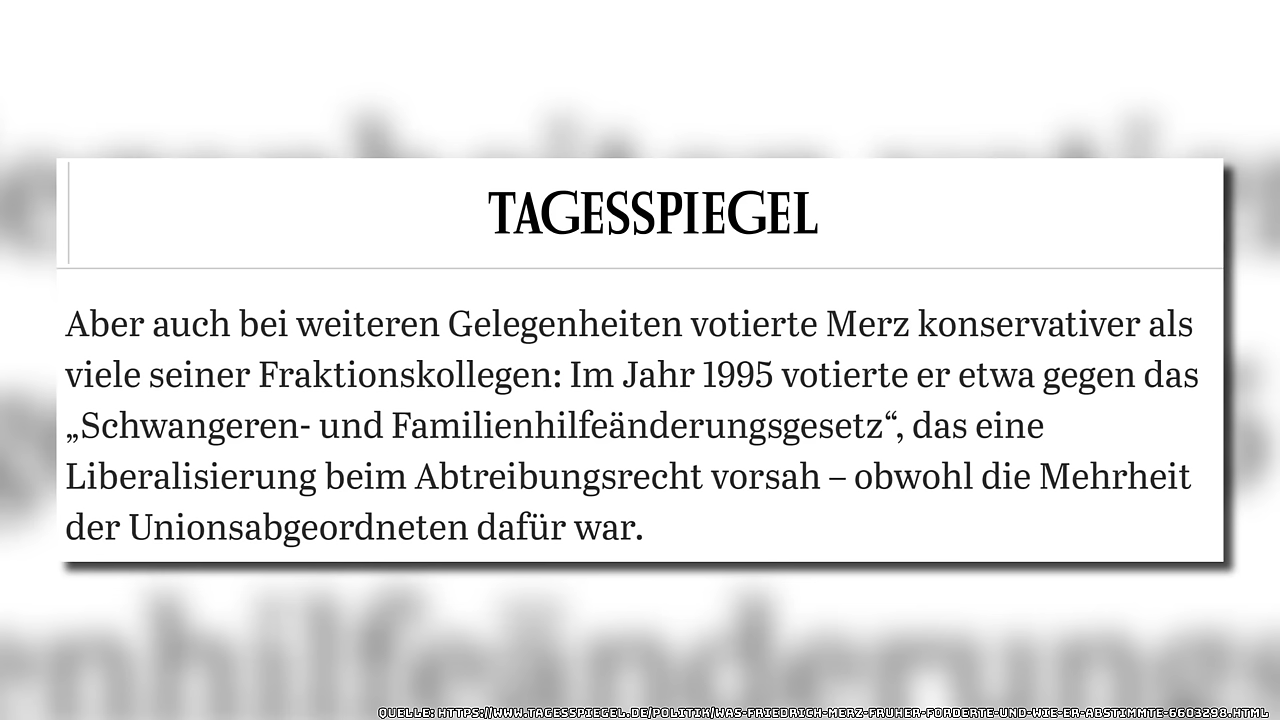 TAGESSPIEGEL
Aber auch bei weiteren Gelegenheiten votierte Merz konservativer als
viele seiner Fraktionskollegen: Im Jahr 1995 votierte er etwa gegen das
„Schwangeren- und Familienhilfeänderungsgesetz“, das eine
Liberalisierung beim Abtreibungsrecht vorsah – obwohl die Mehrheit
der Unionsabgeordneten dafür war.
QUELLE: HTTPS://WWW.TAGESSPIEGEL.DE/POLITIK/WAS-FRIEDRICH-MERZ-FRUHER-FORDERTE-UND-WIE-ER-ABSTIMMTE-6603298.HTML